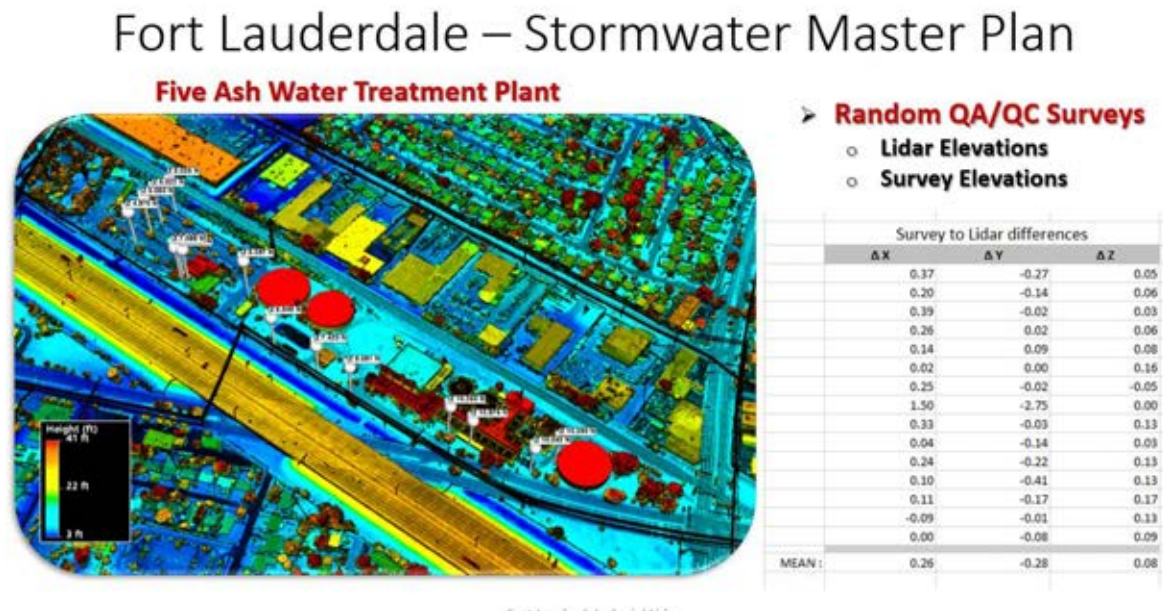 Fort Lauderdale – Stormwater Master Plan
Five Ash Water Treatment Plant
➢ Random QA/QC Surveys
o Lidar Elevations
o Survey Elevations
Height (ft)
41 ft
22 ft
3 ft
Survey to Lidar differences
Δ X Δ Y Δ Z
0.37 -0.27 0.05
0.20 -0.14 0.06
0.39 -0.02 0.03
0.26 0.02 0.06
0.14 0.09 0.08
0.02 0.00 0.16
0.25 -0.02 -0.05
1.50 -2.75 0.00
0.33 -0.03 0.13
0.04 -0.14 0.03
0.24 -0.22 0.13
0.10 -0.41 0.13
0.11 -0.17 0.17
-0.09 -0.01 0.13
0.00 -0.08 0.09
MEAN : 0.26 -0.28 0.08